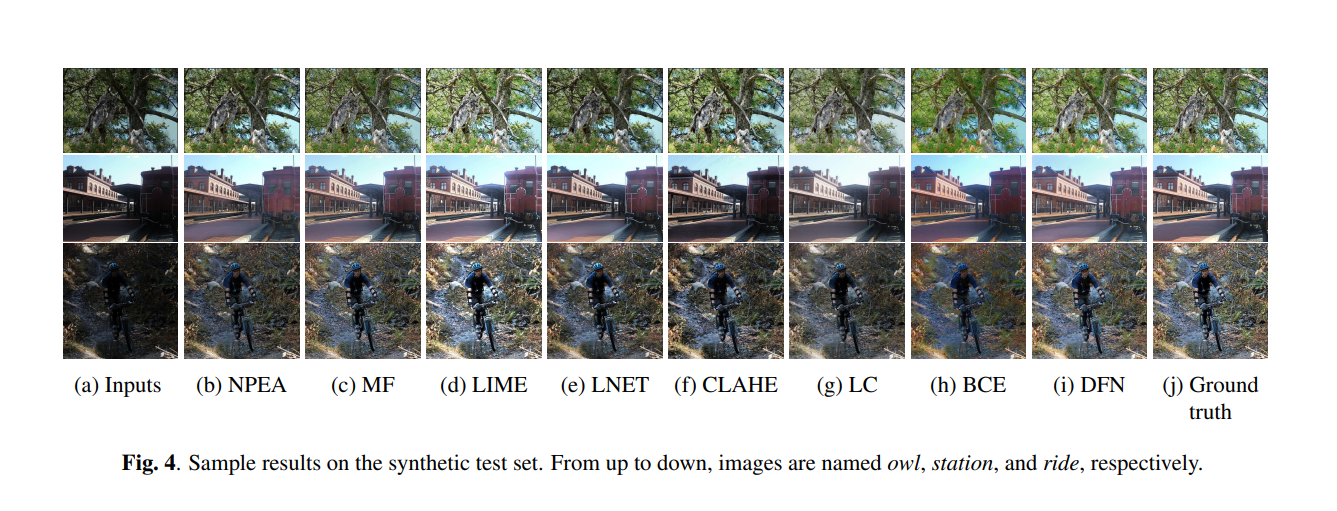 (a) Inputs (b) NPEA (c) MF (d) LIME (e) LNET (f) CLAHE (g) LC (h) BCE (i) DFN (j) Ground
truth
Fig. 4. Sample results on the synthetic test set. From up to down, images are named owl, station, and ride, respectively.